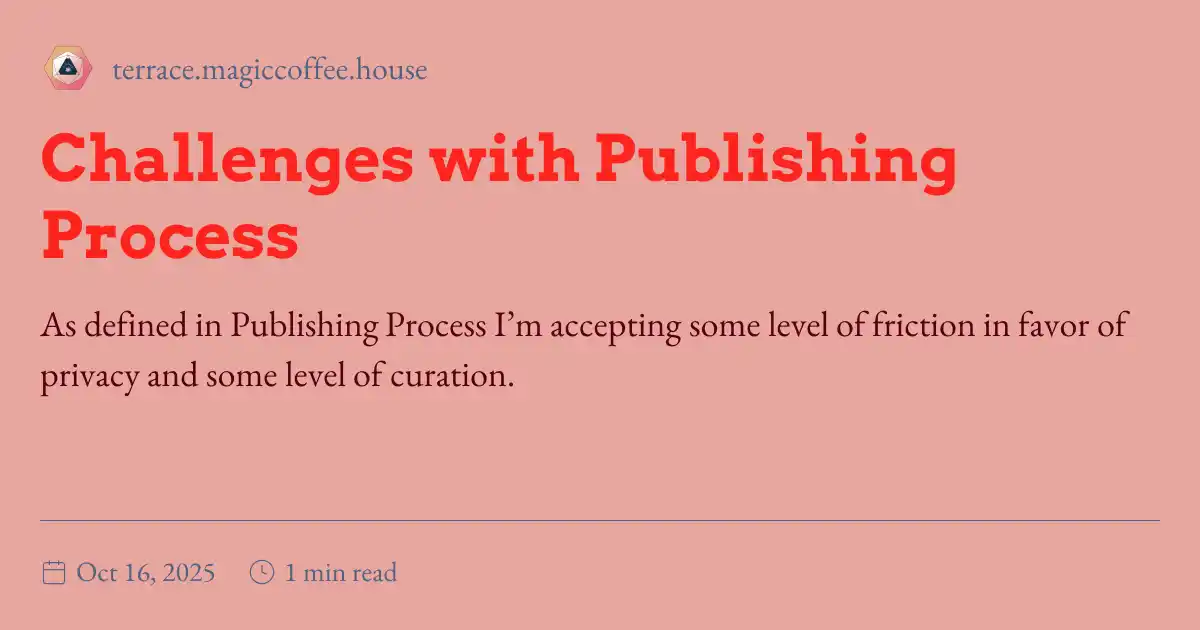 terrace.magiccoffee.house
Challenges with Publishing
Process
As defined in Publishing Process I’m accepting some level of friction in favor of
privacy and some level of curation.
Oct 16, 2025 1 min read